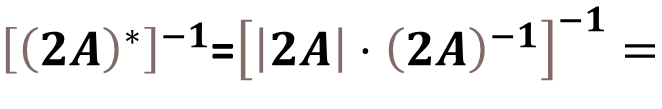 [(2A)*]⁻¹=[|2A| · (2A)⁻¹]⁻¹ =